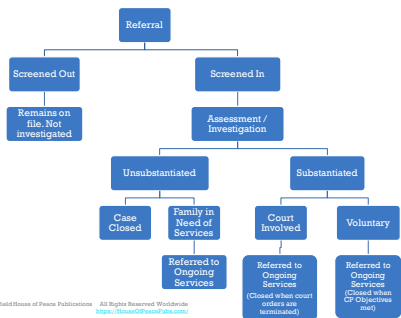 Referral
Screened Out
Screened In
Remains on
file. Not
investigated
Assessment /
Investigation
Unsubstantiated
Substantiated
Case
Closed
Family in
Need of
Services
Court
Involved
Voluntary
Referred to
Ongoing
Services
Referred to
Ongoing
Services
(Closed when court
orders are
terminated)
Referred to
Ongoing
Services
(Closed when
CP Objectives
met)
House of Peace Publications All Rights Reserved Worldwide
https://HouseOfPeacePubs.com/